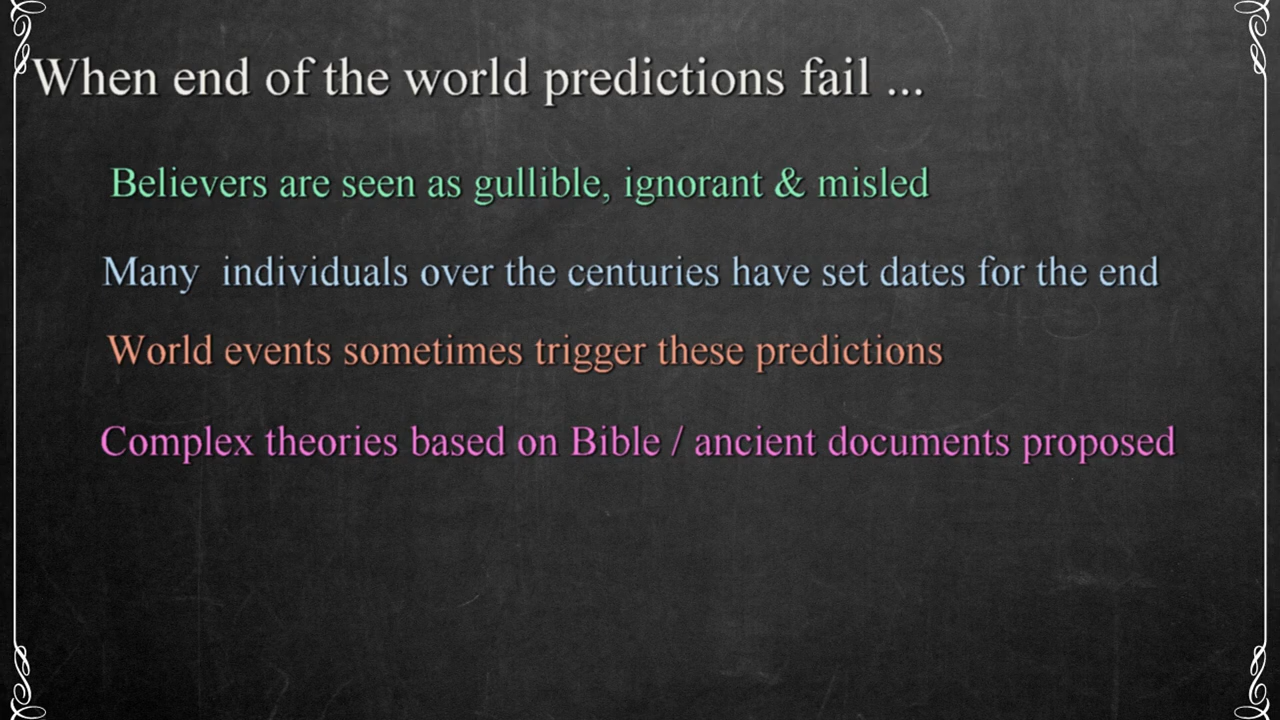 When end of the world predictions fail ...
Believers are seen as gullible, ignorant & misled
Many  individuals over the centuries have set dates for the end
World events sometimes trigger these predictions
Complex theories based on Bible / ancient documents proposed